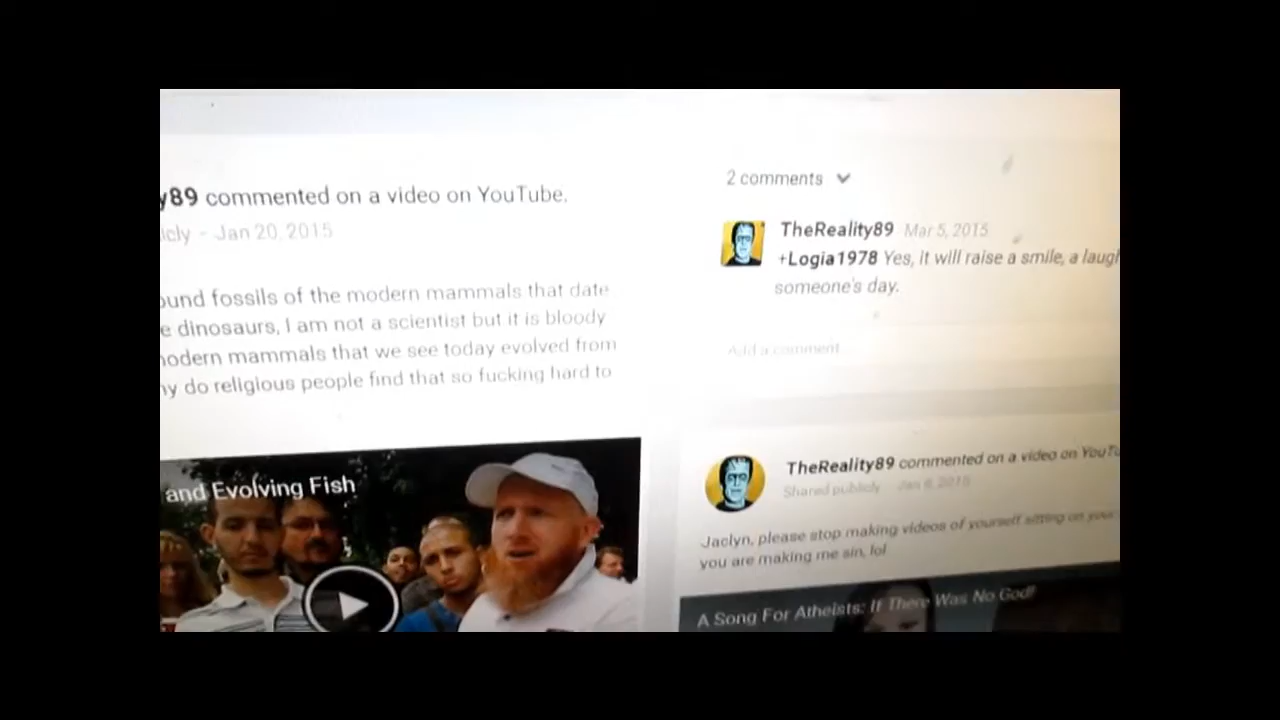 y89 commented on a video on YouTube.
icly - Jan 20, 2015
ound fossils of the modern mammals that date
e dinosaurs, I am not a scientist but it is bloody
nodern mammals that we see today evolved from
hy do religious people find that so fucking hard to
and Evolving Fish
2 comments
TheReality89 Mar 5, 2015
+Logia1978 Yes, it will raise a smile, a laugh
someone's day.
Add a comment
TheReality89 commented on a video on YouTu
Shared publicly - Jan 6, 2015
Jaclyn, please stop making videos of yourself sitting on your
you are making me sin, lol
A Song For Atheists: If There Was No God!